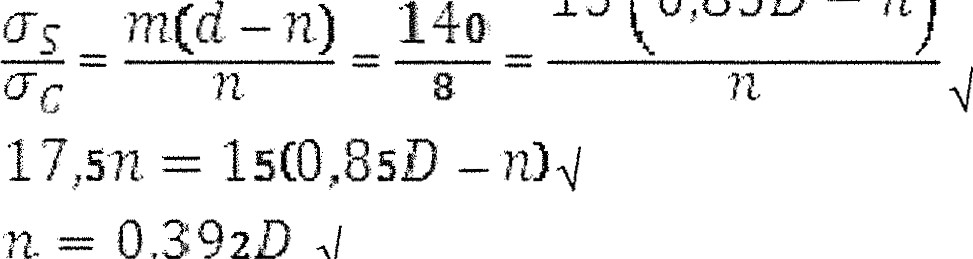 σ_S/σ_C = m(d − n)/n = 140/8 = 15(0,85D − n)/n √
17,5n = 15(0,85D − n)√
n = 0.392D √